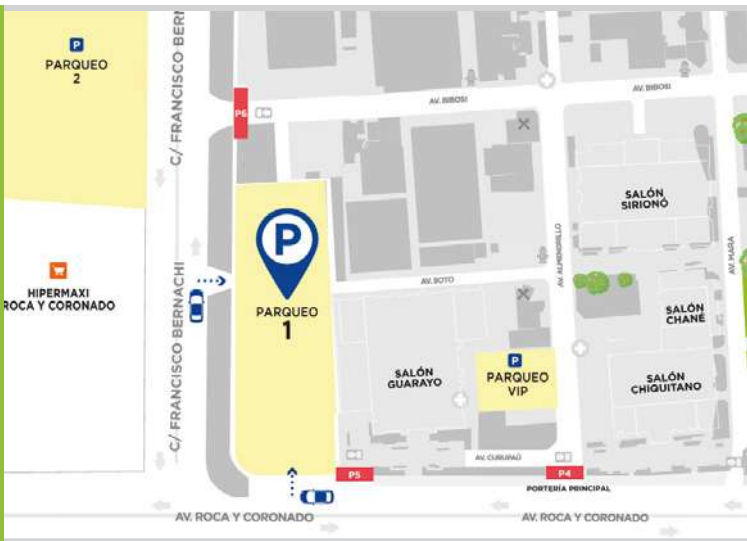 P
PARQUEO
2
C/ FRANCISCO BERN
P6
AV. BIBOSI
AV. BIBOSI
SALÓN
SIRIONÓ
P
PARQUEO
1
HIPERMAXI
ROCA Y CORONADO
C/ FRANCISCO BERNACHI
AV. SOTO
AV. ALMENDRILLO
AV. MARA
SALÓN
CHANÉ
SALÓN
GUARAYO
P
PARQUEO
VIP
SALÓN
CHIQUITANO
AV. CURUPAÚ
P5
P4
PORTERÍA PRINCIPAL
AV. ROCA Y CORONADO
AV. ROCA Y CORONADO